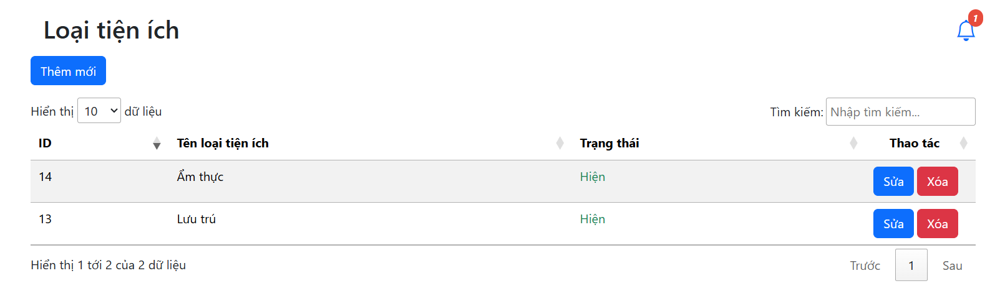 Loại tiện ích
1
Thêm mới
Hiển thị 10 dữ liệu
Tìm kiếm: Nhập tìm kiếm...
ID Tên loại tiện ích Trạng thái Thao tác
14 Ẩm thực Hiện Sửa Xóa
13 Lưu trú Hiện Sửa Xóa
Hiển thị 1 tới 2 của 2 dữ liệu
Trước 1 Sau